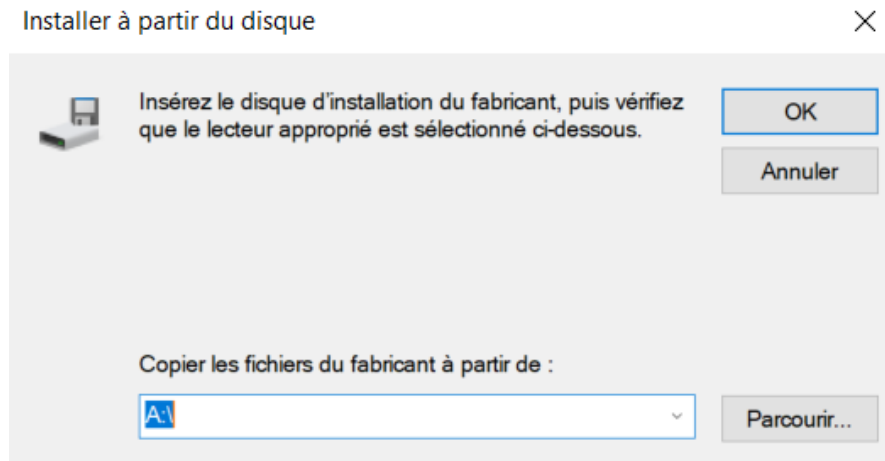 Installer à partir du disque
Insérez le disque d'installation du fabricant, puis vérifiez
que le lecteur approprié est sélectionné ci-dessous.
OK
Annuler
Copier les fichiers du fabricant à partir de :
A:\
Parcourir...